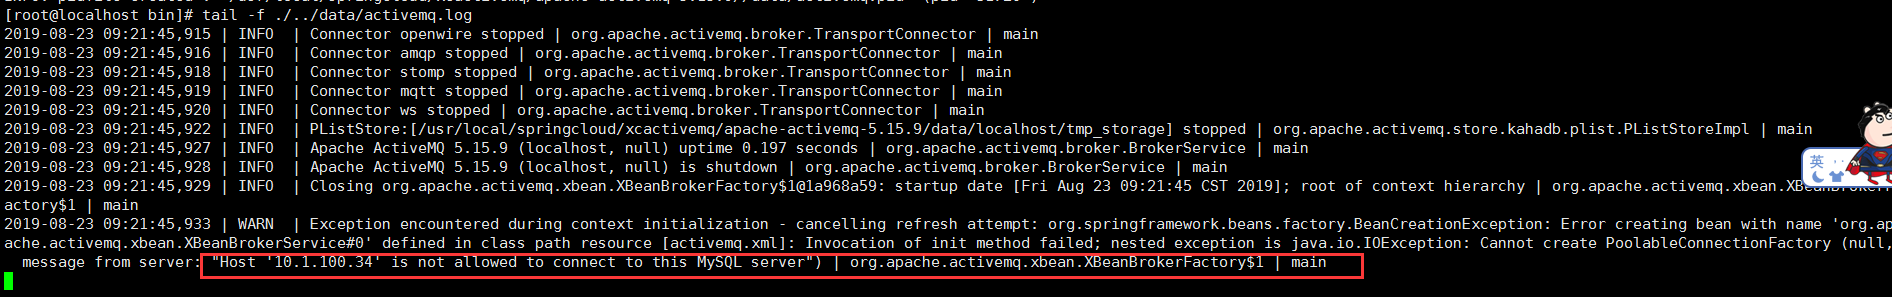 [root@localhost bin]# tail -f ./../data/activemq.log
2019-08-23 09:21:45,915 | INFO  | Connector openwire stopped | org.apache.activemq.broker.TransportConnector | main
2019-08-23 09:21:45,916 | INFO  | Connector amqp stopped | org.apache.activemq.broker.TransportConnector | main
2019-08-23 09:21:45,918 | INFO  | Connector stomp stopped | org.apache.activemq.broker.TransportConnector | main
2019-08-23 09:21:45,919 | INFO  | Connector mqtt stopped | org.apache.activemq.broker.TransportConnector | main
2019-08-23 09:21:45,920 | INFO  | Connector ws stopped | org.apache.activemq.broker.TransportConnector | main
2019-08-23 09:21:45,922 | INFO  | PListStore:[/usr/local/springcloud/xcactivemq/apache-activemq-5.15.9/data/localhost/tmp_storage] stopped | org.apache.activemq.store.kahadb.plist.PListStoreImpl | main
2019-08-23 09:21:45,927 | INFO  | Apache ActiveMQ 5.15.9 (localhost, null) uptime 0.197 seconds | org.apache.activemq.broker.BrokerService | main
2019-08-23 09:21:45,928 | INFO  | Apache ActiveMQ 5.15.9 (localhost, null) is shutdown | org.apache.activemq.broker.BrokerService | main
2019-08-23 09:21:45,929 | INFO  | Closing org.apache.activemq.xbean.XBeanBrokerFactory$1@1a968a59: startup date [Fri Aug 23 09:21:45 CST 2019]; root of context hierarchy | org.apache.activemq.xbean.XBeanBrokerF
actory$1 | main
2019-08-23 09:21:45,933 | WARN  | Exception encountered during context initialization - cancelling refresh attempt: org.springframework.beans.factory.BeanCreationException: Error creating bean with name 'org.ap
ache.activemq.xbean.XBeanBrokerService#0' defined in class path resource [activemq.xml]: Invocation of init method failed; nested exception is java.io.IOException: Cannot create PoolableConnectionFactory (null,
message from server: "Host '10.1.100.34' is not allowed to connect to this MySQL server") | org.apache.activemq.xbean.XBeanBrokerFactory$1 | main
英